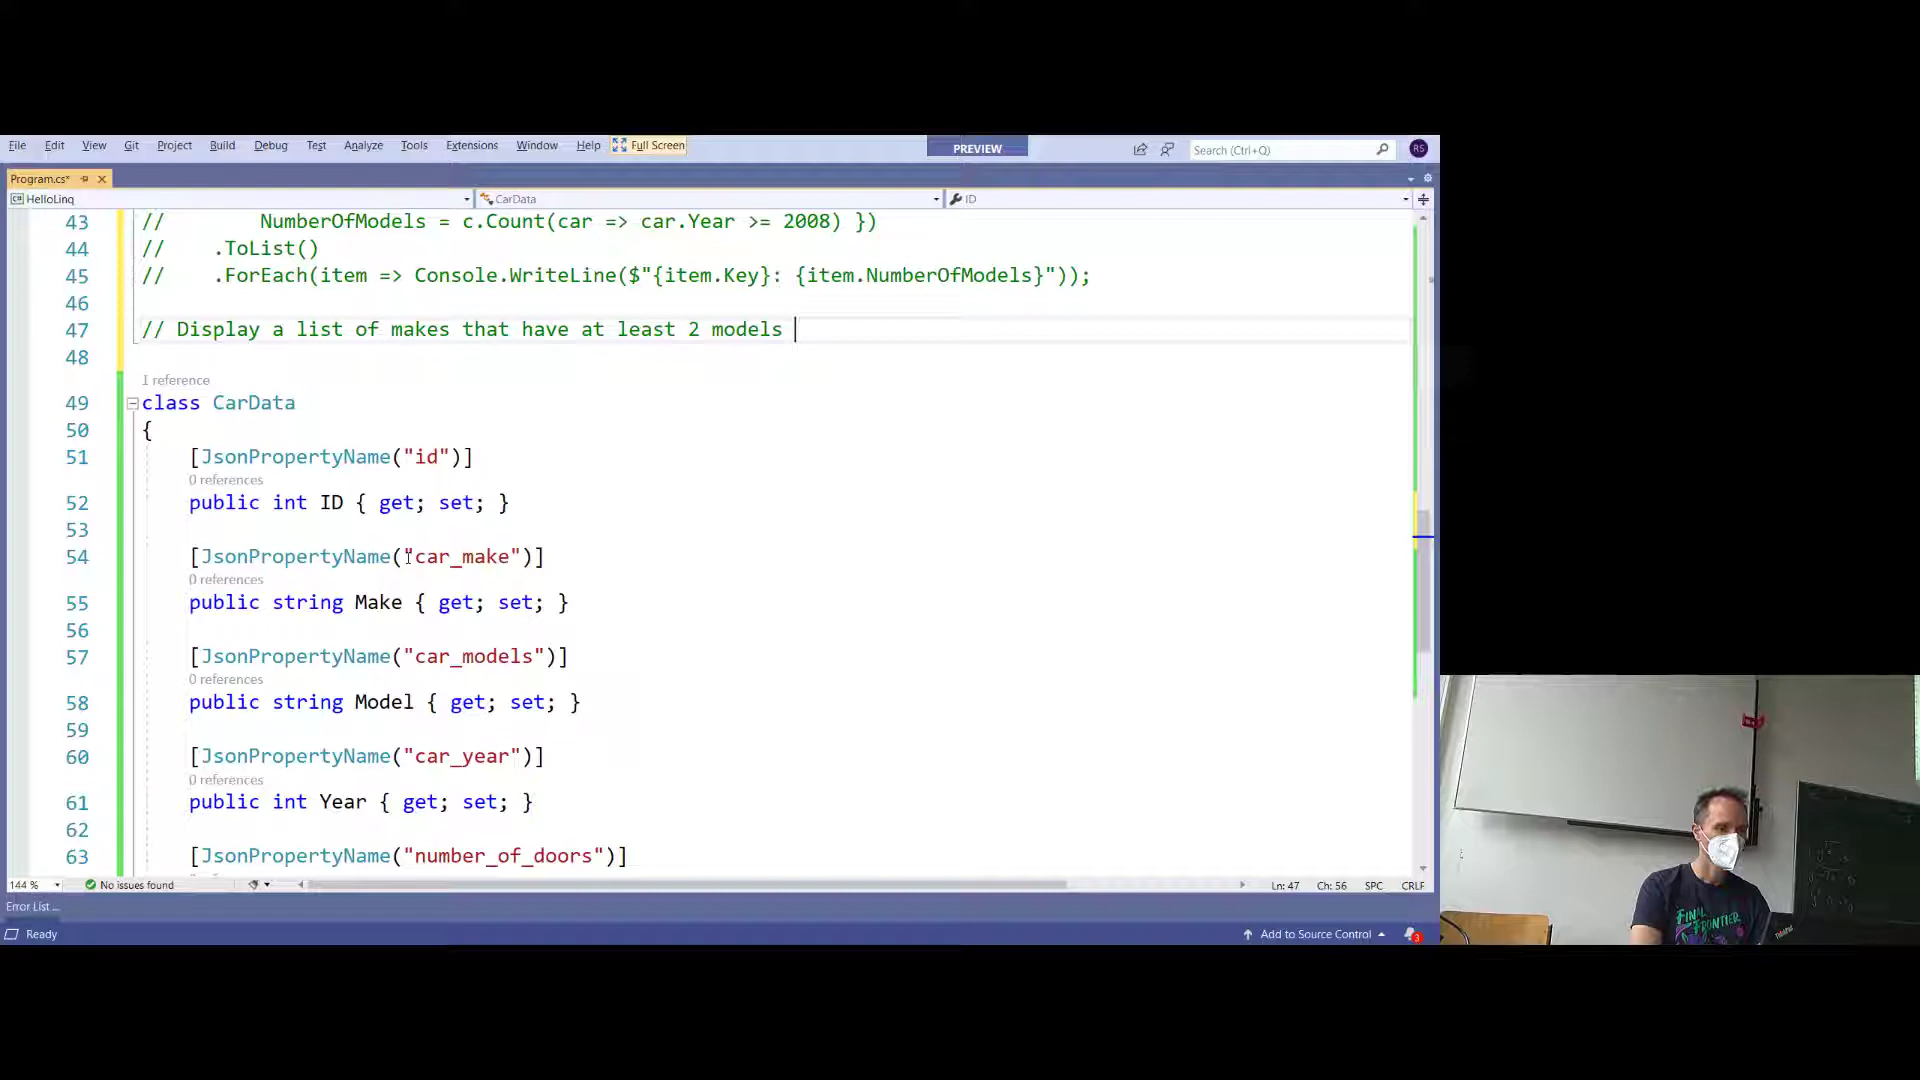 File Edit View Git Project Build Debug Test Analyze Tools Extensions Window Help Full Screen PREVIEW Search (Ctrl+Q) RS
Program.cs*
HelloLinq CarData ID
43 // NumberOfModels = c.Count(car => car.Year >= 2008) })
44 // .ToList()
45 // .ForEach(item => Console.WriteLine($"{item.Key}: {item.NumberOfModels}"));
46
47 // Display a list of makes that have at least 2 models
48
1 reference
49 class CarData
50 {
51 [JsonPropertyName("id")]
0 references
52 public int ID { get; set; }
53
54 [JsonPropertyName("car_make")]
0 references
55 public string Make { get; set; }
56
57 [JsonPropertyName("car_models")]
0 references
58 public string Model { get; set; }
59
60 [JsonPropertyName("car_year")]
0 references
61 public int Year { get; set; }
62
63 [JsonPropertyName("number_of_doors")]
144 % No issues found Ln: 47 Ch: 56 SPC CRLF
Error List ...
Ready Add to Source Control 3
FINAL
FRONTIER
ThinkPad